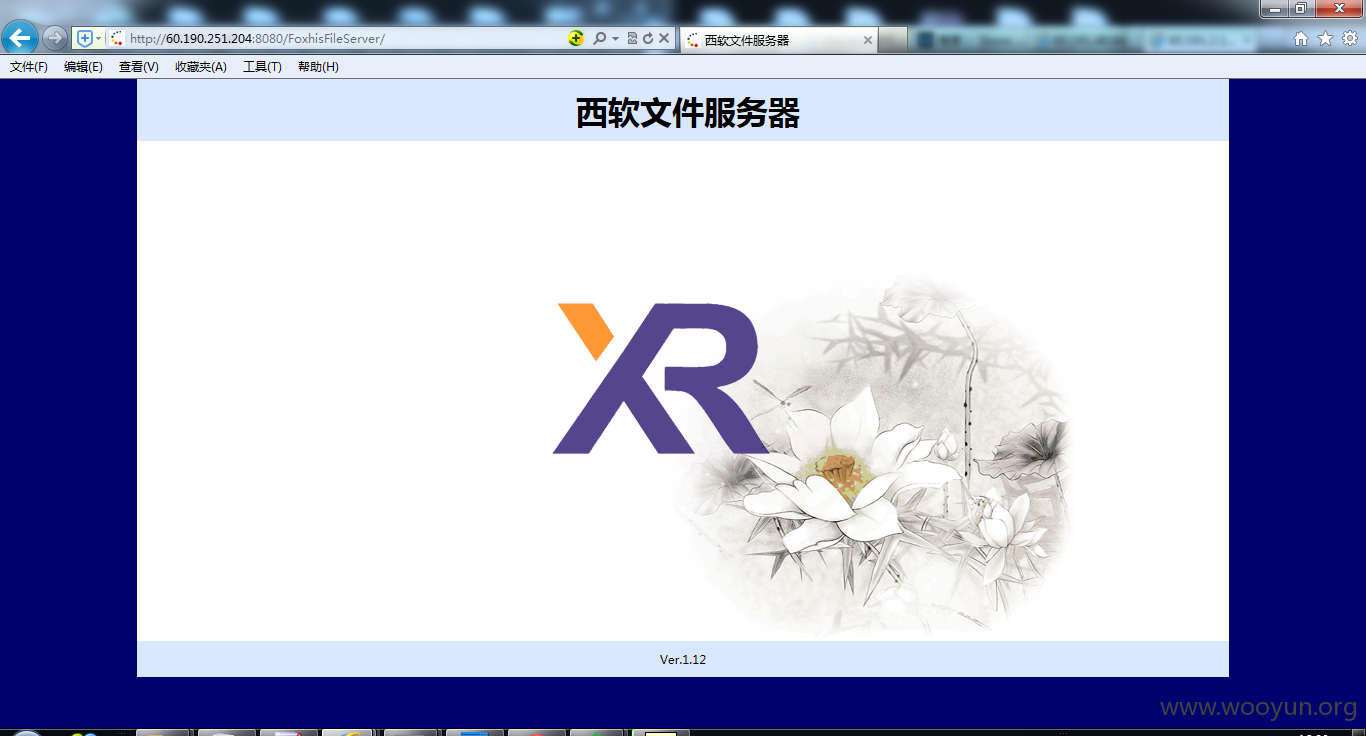 http://60.190.251.204:8080/FoxhisFileServer/
西软文件服务器
文件(F) 编辑(E) 查看(V) 收藏夹(A) 工具(T) 帮助(H)
西软文件服务器
XR
Ver.1.12
www.wooyun.org